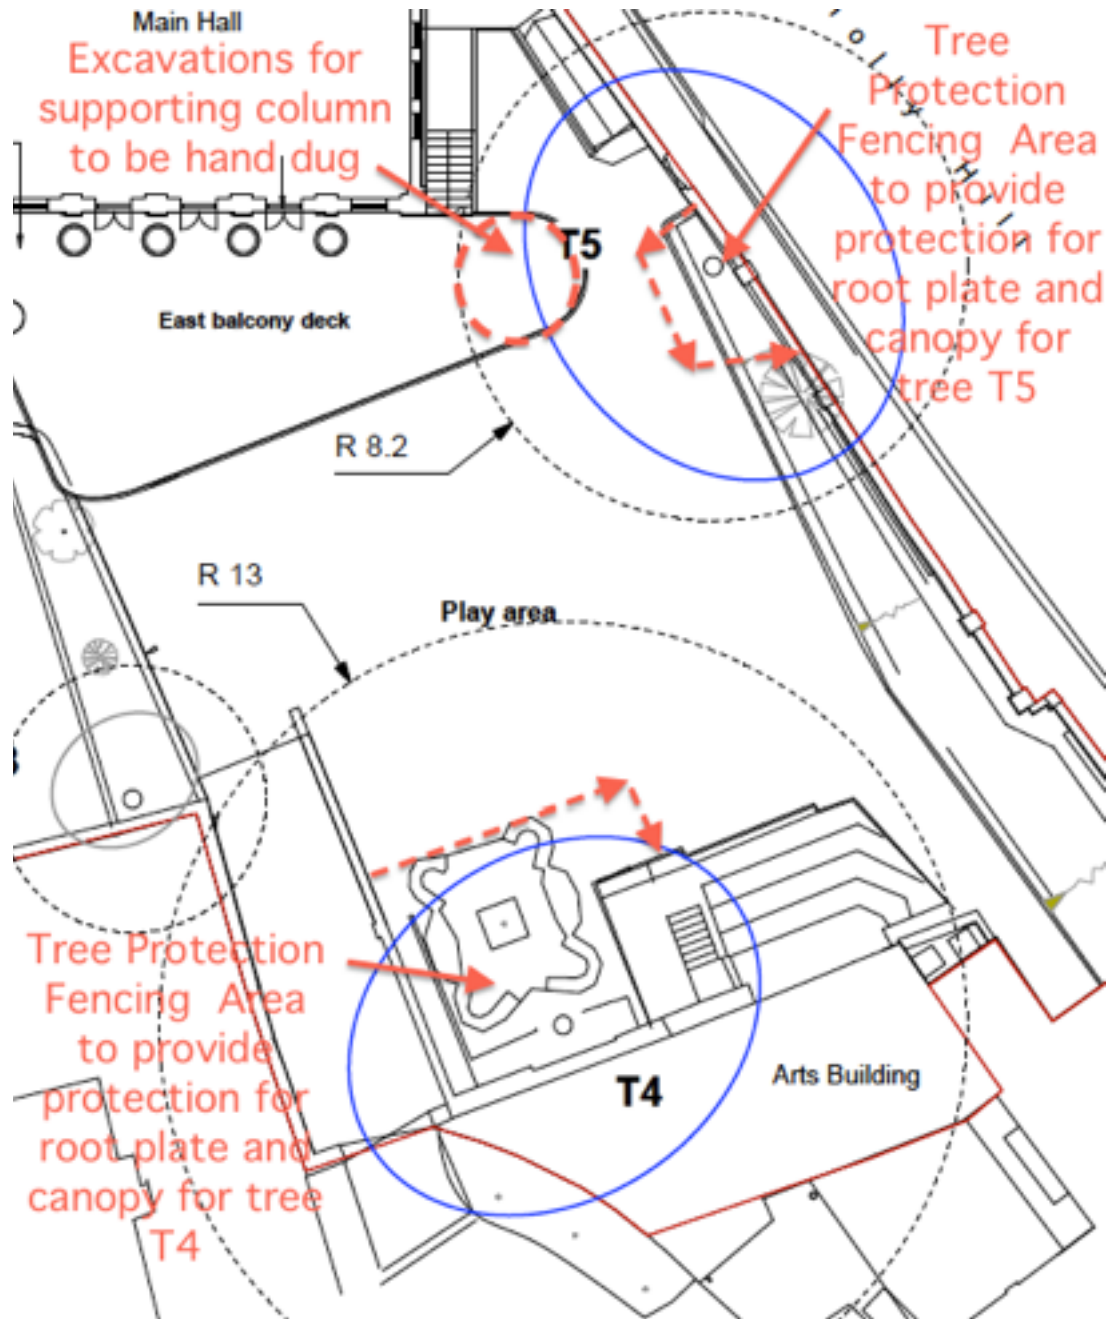 Main Hall
Excavations for
supporting column
to be hand dug
Tree
Protection
Fencing Area
to provide
protection for
root plate and
canopy for
tree T5
Holly Hill
T5
East balcony deck
R 8.2
R 13
Play area
Tree Protection
Fencing Area
to provide
protection for
root plate and
canopy for tree
T4
T4
Arts Building